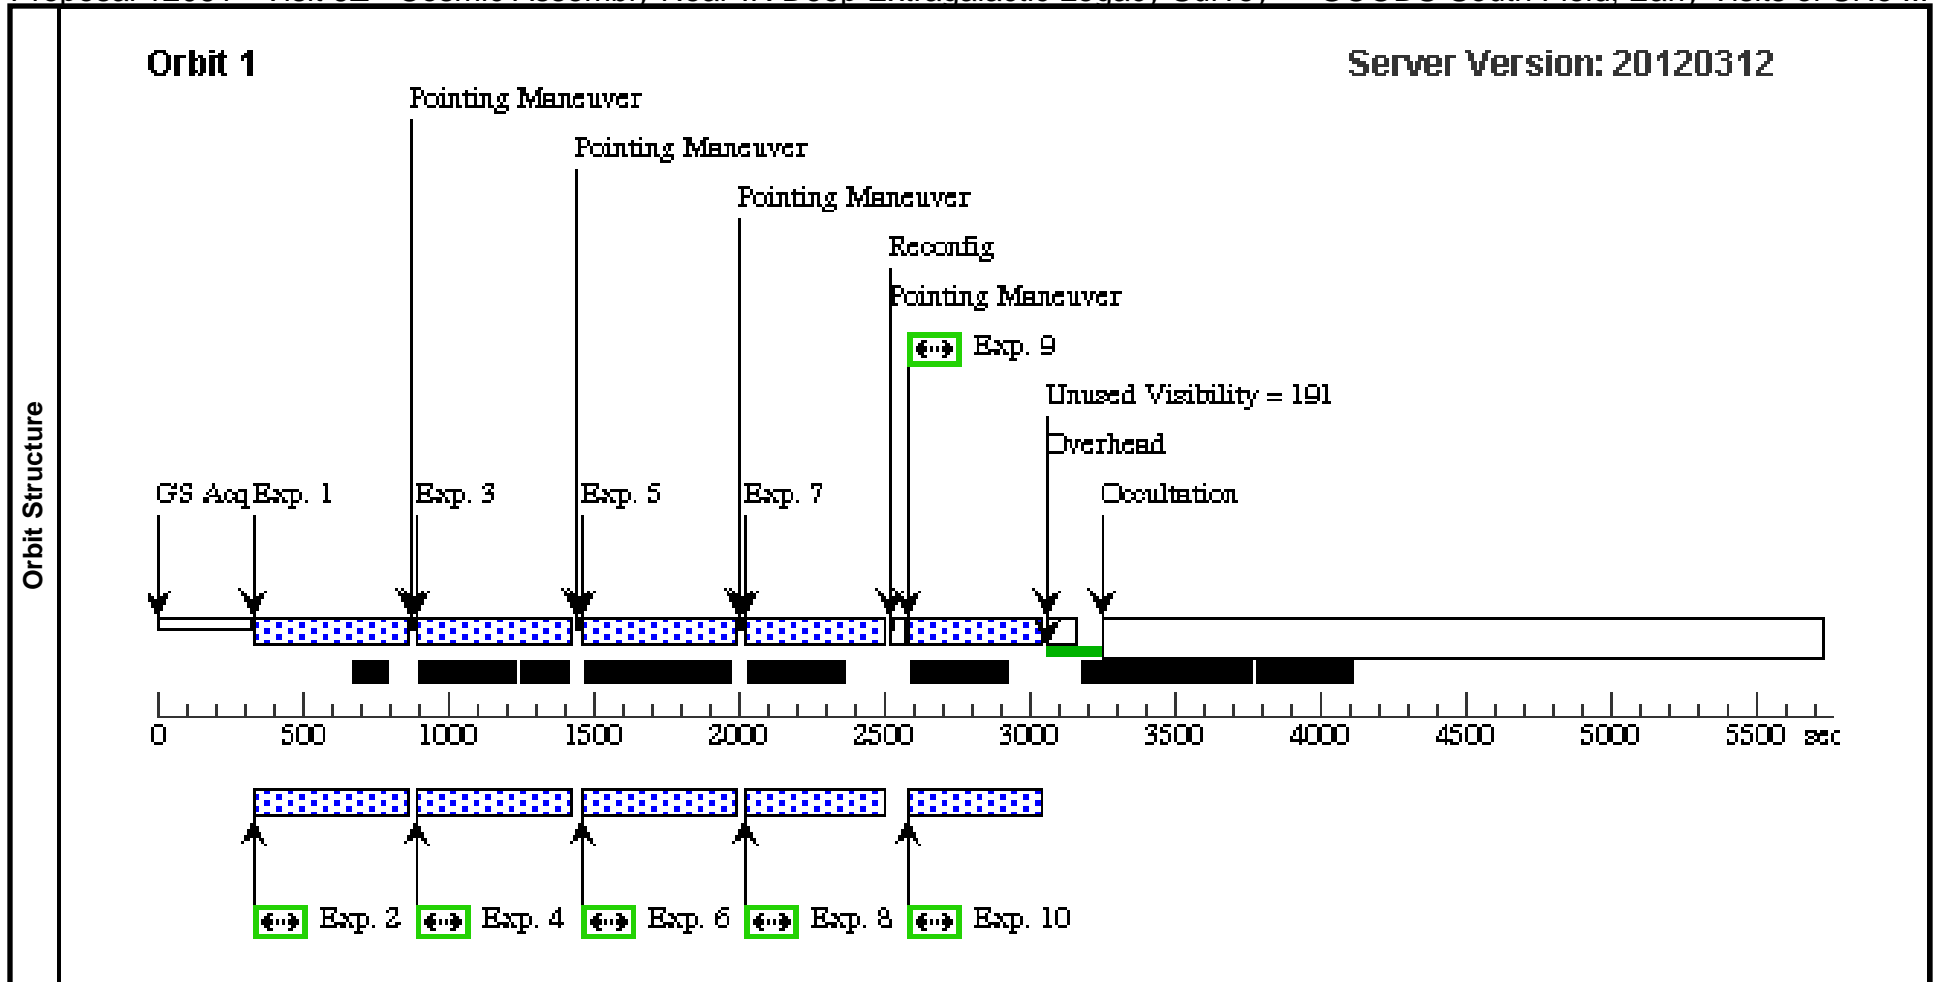 Orbit 1
Server Version: 20120312
Pointing Maneuver
Pointing Maneuver
Pointing Maneuver
Reconfig
Pointing Maneuver
Exp. 9
Unused Visibility = 191
Overhead
GS Acq Exp. 1 Exp. 3 Exp. 5 Exp. 7 Occultation
Orbit Structure
0 500 1000 1500 2000 2500 3000 3500 4000 4500 5000 5500 sec
Exp. 2 Exp. 4 Exp. 6 Exp. 8 Exp. 10